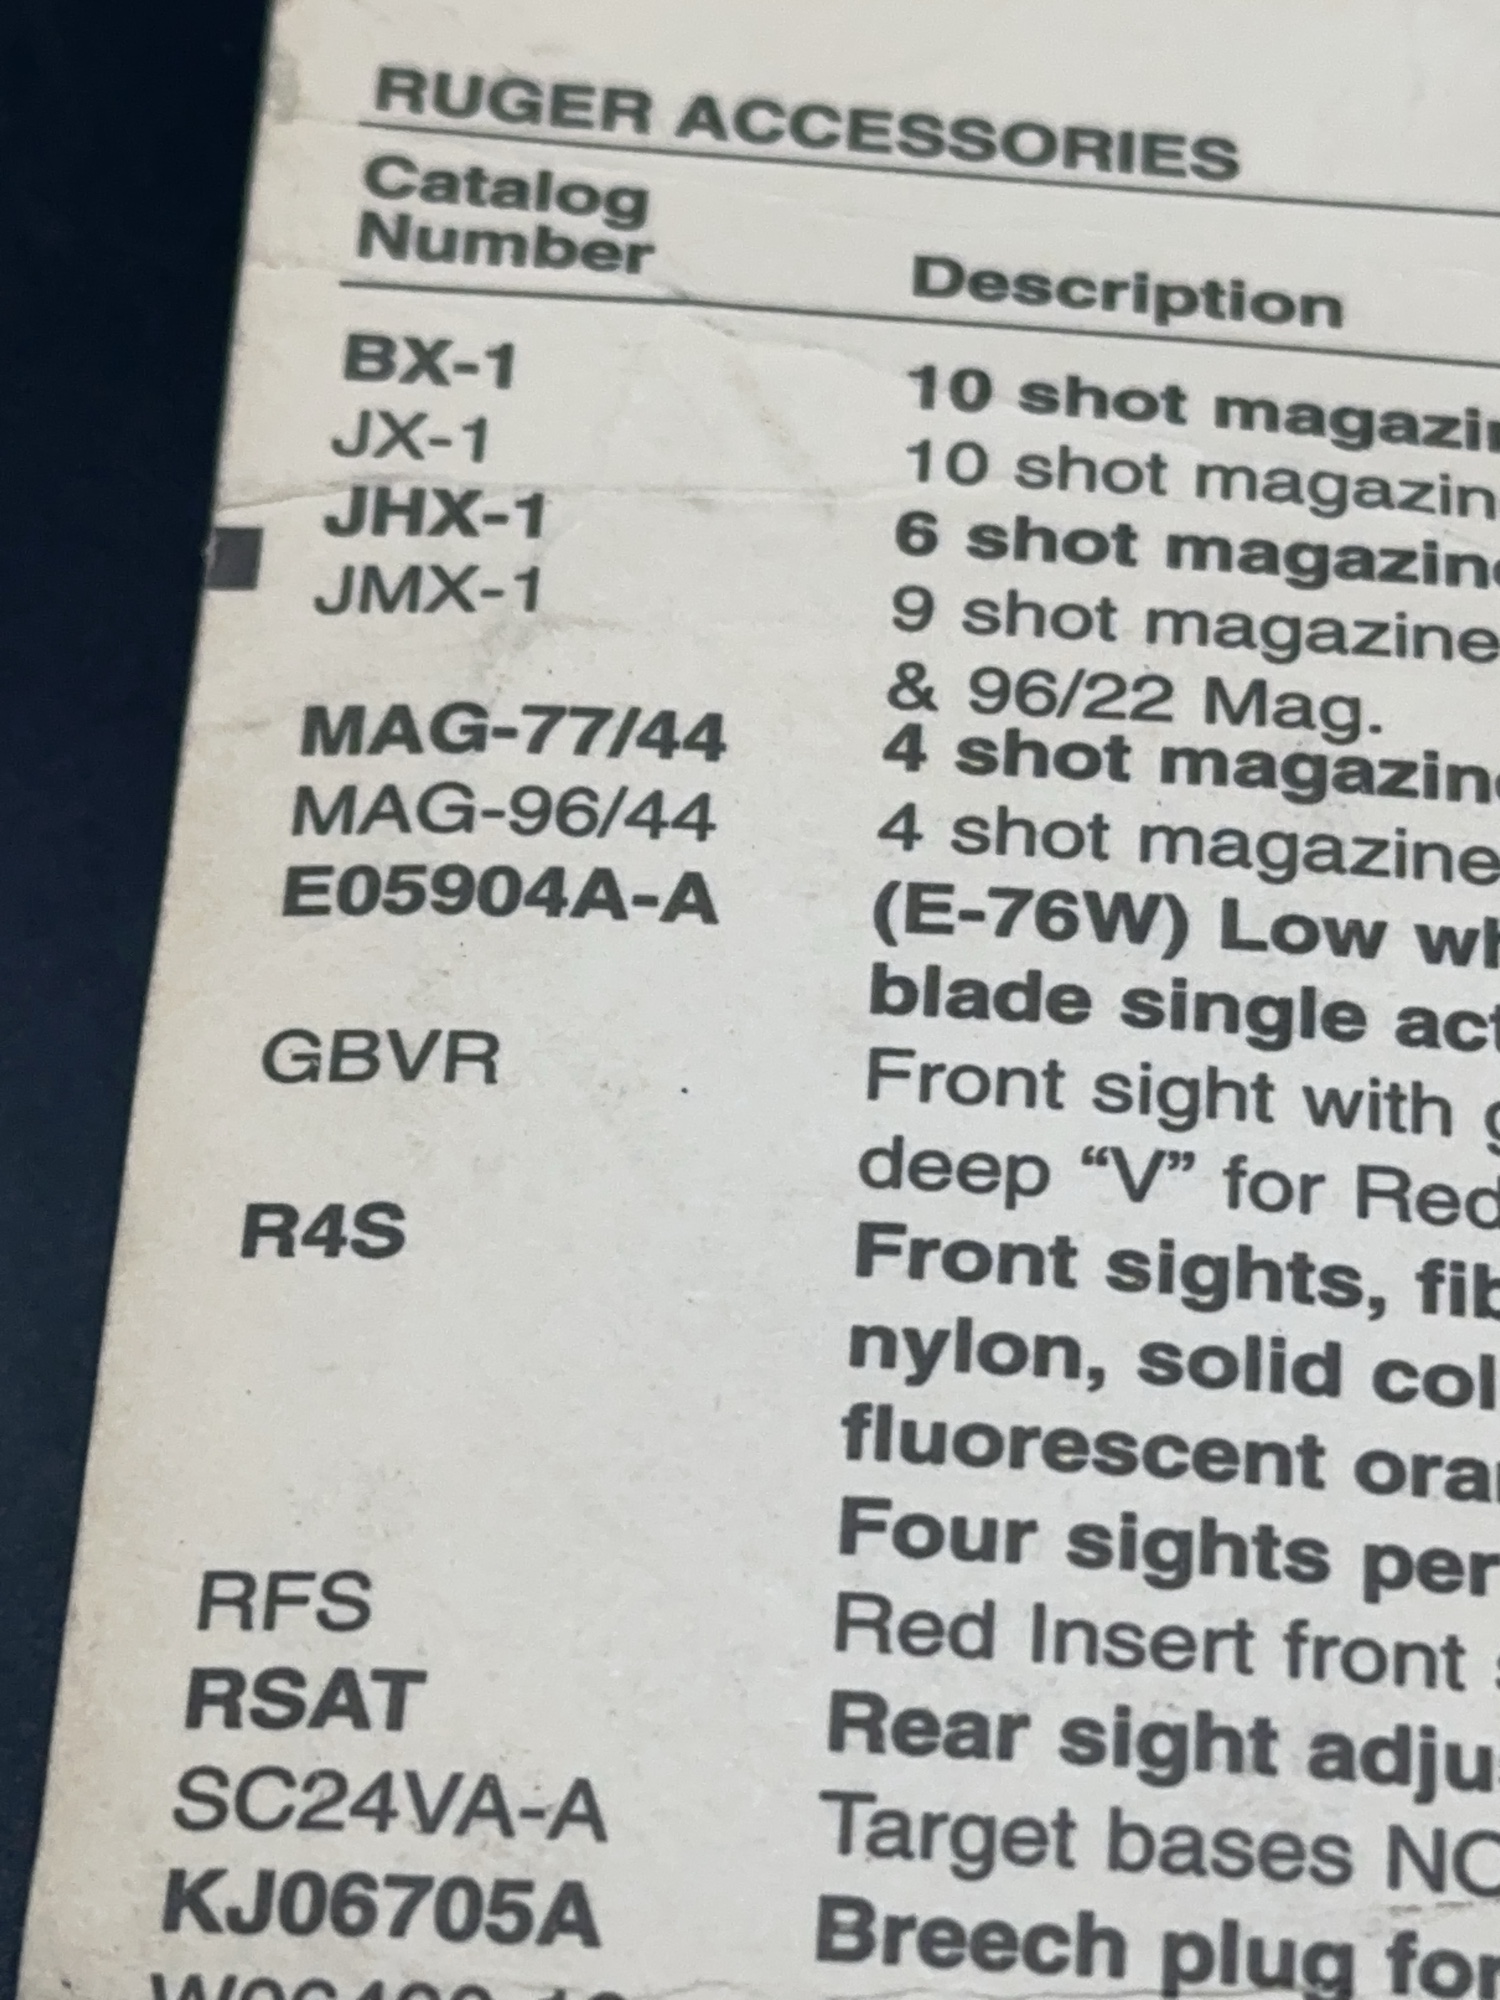 RUGER ACCESSORIES
Catalog
Number Description
BX-1 10 shot
JX-1 10 shot
JHX-1 6 shot
JMX-1 9 shot magazine
& 96/22 Mag.
MAG-77/44 4 shot
MAG-96/44 4 shot magazine
E05904A-A (E-76W) Low
blade single
GBVR Front sight with
deep “V” for Red
R4S Front sights,
nylon, solid
fluorescent
Four sights per
RFS Red Insert front
RSAT Rear sight
SC24VA-A Target bases
KJ06705A Breech plug for